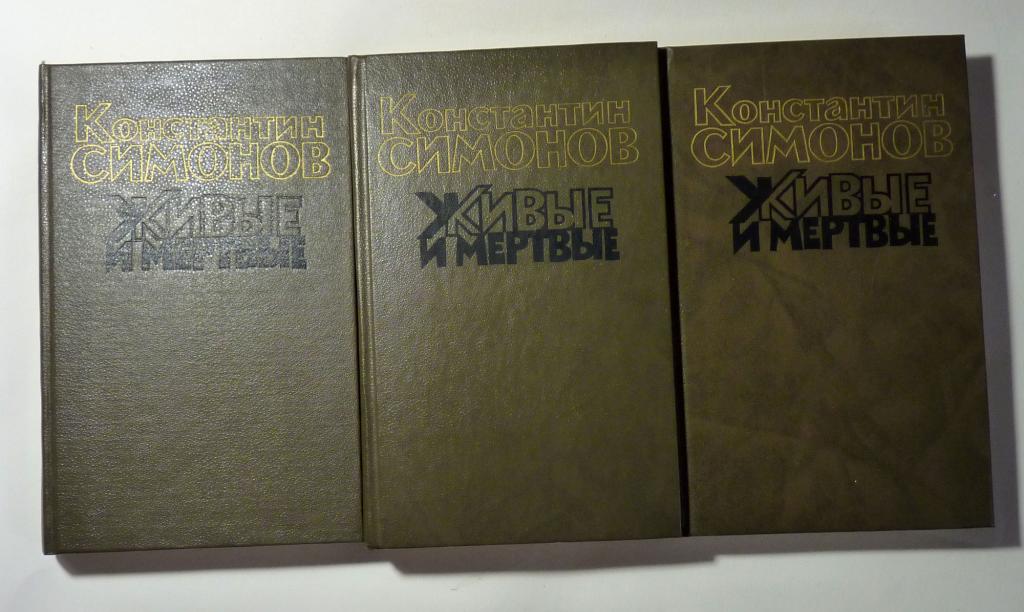 Константин
СИМОНОВ
ЖИВЫЕ
И МЕРТВЫЕ
Константин
СИМОНОВ
ЖИВЫЕ
И МЕРТВЫЕ
Константин
СИМОНОВ
ЖИВЫЕ
И МЕРТВЫЕ